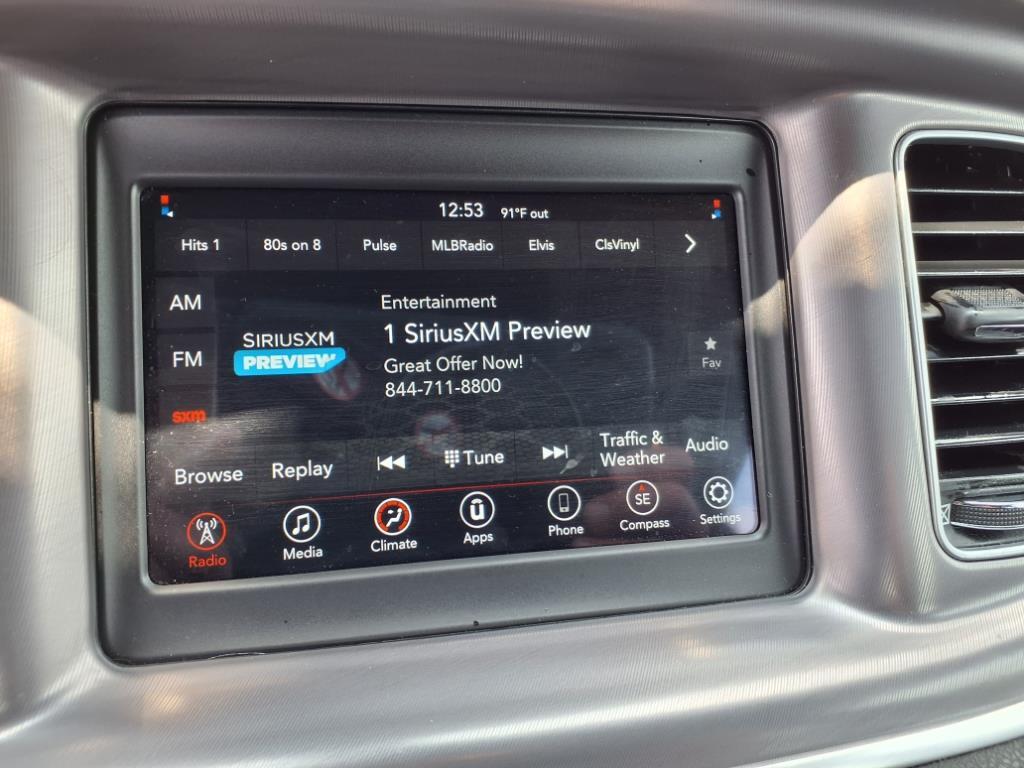 12:53 91°F out
Hits 1 80s on 8 Pulse MLBRadio Elvis ClsVinyl
AM
FM
sxm
SIRIUSXM
PREVIEW
Entertainment
1 SiriusXM Preview
Great Offer Now!
844-711-8800
Fav
Browse Replay Tune Traffic & Weather Audio
Radio Media Climate Apps Phone SE Compass Settings